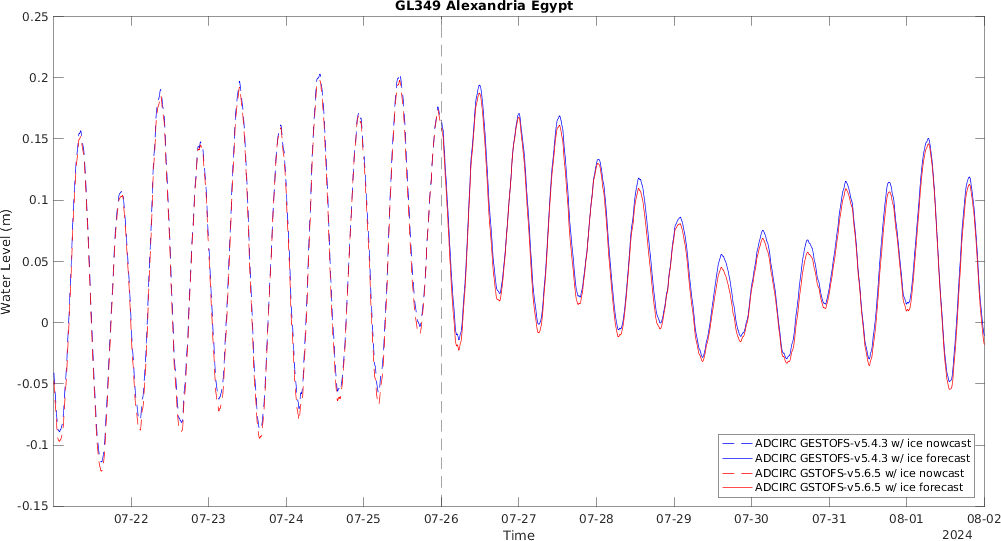 GL349 Alexandria Egypt
0.25
0.2
0.15
0.1
0.05
0
-0.05
-0.1
-0.15
Water Level (m)
ADCIRC GESTOFS-v5.4.3 w/ ice nowcast
ADCIRC GESTOFS-v5.4.3 w/ ice forecast
ADCIRC GSTOFS-v5.6.5 w/ ice nowcast
ADCIRC GSTOFS-v5.6.5 w/ ice forecast
07-22 07-23 07-24 07-25 07-26 07-27 07-28 07-29 07-30 07-31 08-01 08-02
Time
2024